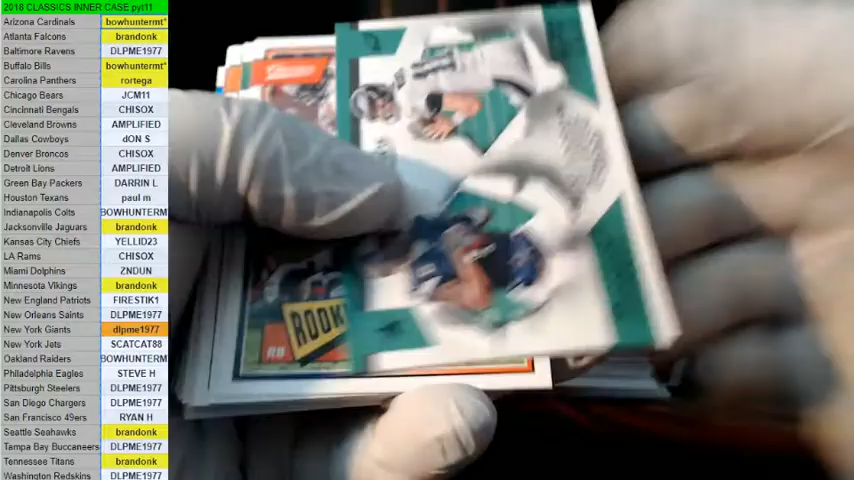 2018 CLASSICS INNER CASE pyt11
Arizona Cardinals bowhuntermt*
Atlanta Falcons brandonk
Baltimore Ravens DLPME1977
Buffalo Bills bowhuntermt*
Carolina Panthers rortega
Chicago Bears JCM11
Cincinnati Bengals CHISOX
Cleveland Browns AMPLIFIED
Dallas Cowboys dON S
Denver Broncos CHISOX
Detroit Lions AMPLIFIED
Green Bay Packers DARRIN L
Houston Texans paul m
Indianapolis Colts BOWHUNTERM
Jacksonville Jaguars brandonk
Kansas City Chiefs YELLID23
LA Rams CHISOX
Miami Dolphins ZNDUN
Minnesota Vikings brandonk
New England Patriots FIRESTIK1
New Orleans Saints DLPME1977
New York Giants dlpme1977
New York Jets SCATCAT88
Oakland Raiders BOWHUNTERM
Philadelphia Eagles STEVE H
Pittsburgh Steelers DLPME1977
San Diego Chargers DLPME1977
San Francisco 49ers RYAN H
Seattle Seahawks brandonk
Tampa Bay Buccaneers DLPME1977
Tennessee Titans brandonk
Washington Redskins DLPME1977
ROOK
RB